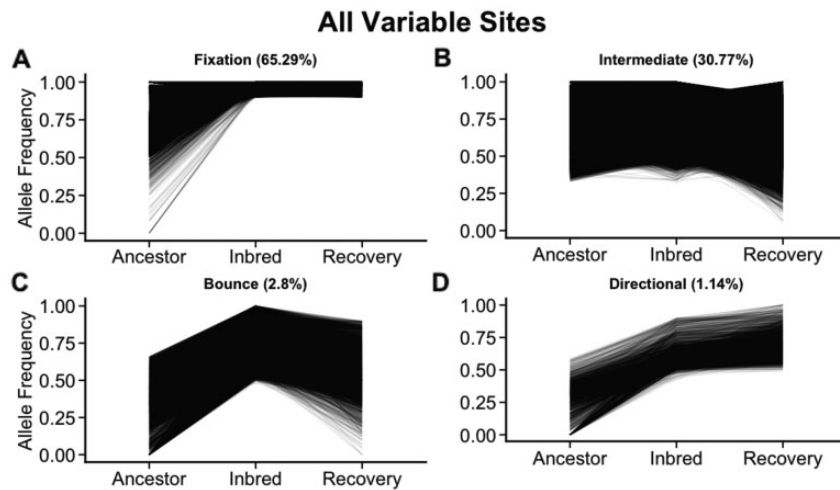 All Variable Sites
A
Fixation (65.29%)
Allele Frequency
1.00
0.75
0.50
0.25
0.00
Ancestor Inbred Recovery
B
Intermediate (30.77%)
1.00
0.75
0.50
0.25
0.00
Ancestor Inbred Recovery
C
Bounce (2.8%)
Allele Frequency
1.00
0.75
0.50
0.25
0.00
Ancestor Inbred Recovery
D
Directional (1.14%)
1.00
0.75
0.50
0.25
0.00
Ancestor Inbred Recovery